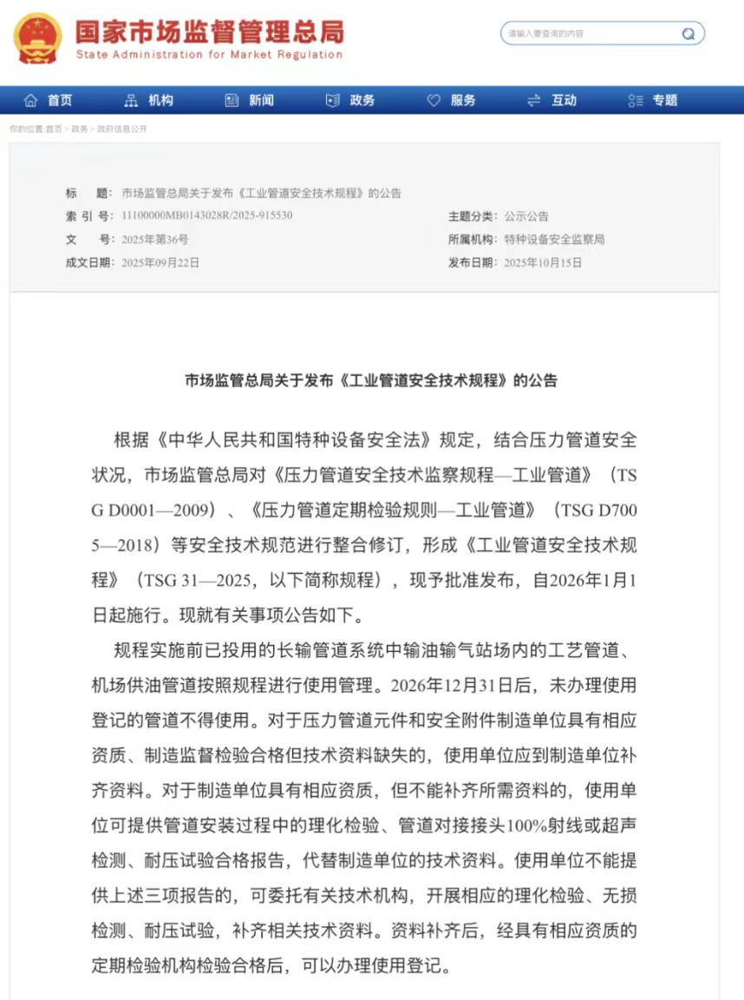 国家市场监督管理总局
State Administration for Market Regulation
请输入要查询的内容
首页 机构 新闻 政务 服务 互动 专题
你的位置:首页 > 政务 > 政府信息公开
标 题: 市场监管总局关于发布《工业管道安全技术规程》的公告
索 引 号: 11100000MB0143028R/2025-915530 主题分类: 公示公告
文 号: 2025年第36号 所属机构: 特种设备安全监察局
成文日期: 2025年09月22日 发布日期: 2025年10月15日
市场监管总局关于发布《工业管道安全技术规程》的公告
根据《中华人民共和国特种设备安全法》规定，结合压力管道安全
状况，市场监管总局对《压力管道安全技术监察规程—工业管道》（TS
G D0001—2009）、《压力管道定期检验规则—工业管道》（TSG D700
5—2018）等安全技术规范进行整合修订，形成《工业管道安全技术规
程》（TSG 31—2025，以下简称规程），现予批准发布，自2026年1月1
日起施行。现就有关事项公告如下。
规程实施前已投用的长输管道系统中输油输气站场内的工艺管道、
机场供油管道按照规程进行使用管理。2026年12月31日后，未办理使用
登记的管道不得使用。对于压力管道元件和安全附件制造单位具有相应
资质、制造监督检验合格但技术资料缺失的，使用单位应到制造单位补
齐资料。对于制造单位具有相应资质，但不能补齐所需资料的，使用单
位可提供管道安装过程中的理化检验、管道对接接头100%射线或超声
检测、耐压试验合格报告，代替制造单位的技术资料。使用单位不能提
供上述三项报告的，可委托有关技术机构，开展相应的理化检验、无损
检测、耐压试验，补齐相关技术资料。资料补齐后，经具有相应资质的
定期检验机构检验合格后，可以办理使用登记。